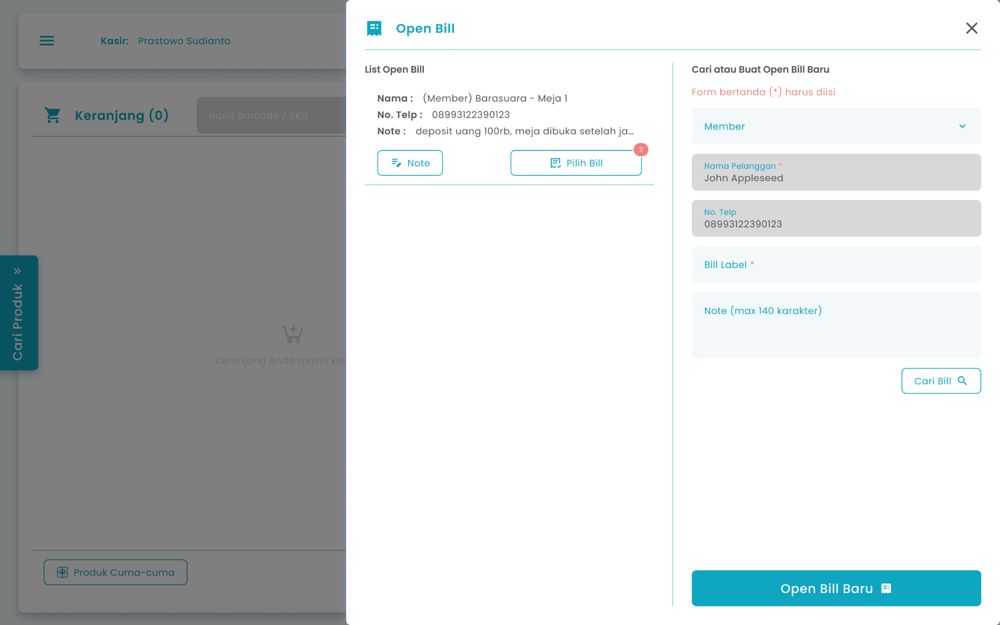 Kasir: Prastowo Sudianto
Keranjang (0)
Input Barcode / SKU
Cari Produk
Keranjang Anda masih kos
Produk Cuma-cuma
Open Bill
List Open Bill
Nama : (Member) Barasuara - Meja 1
No. Telp : 08993122390123
Note : deposit uang 100rb, meja dibuka setelah ja...
Note
Pilih Bill
2
Cari atau Buat Open Bill Baru
Form bertanda (*) harus diisi
Member
Nama Pelanggan *
John Appleseed
No. Telp
08993122390123
Bill Label *
Note (max 140 karakter)
Cari Bill
Open Bill Baru